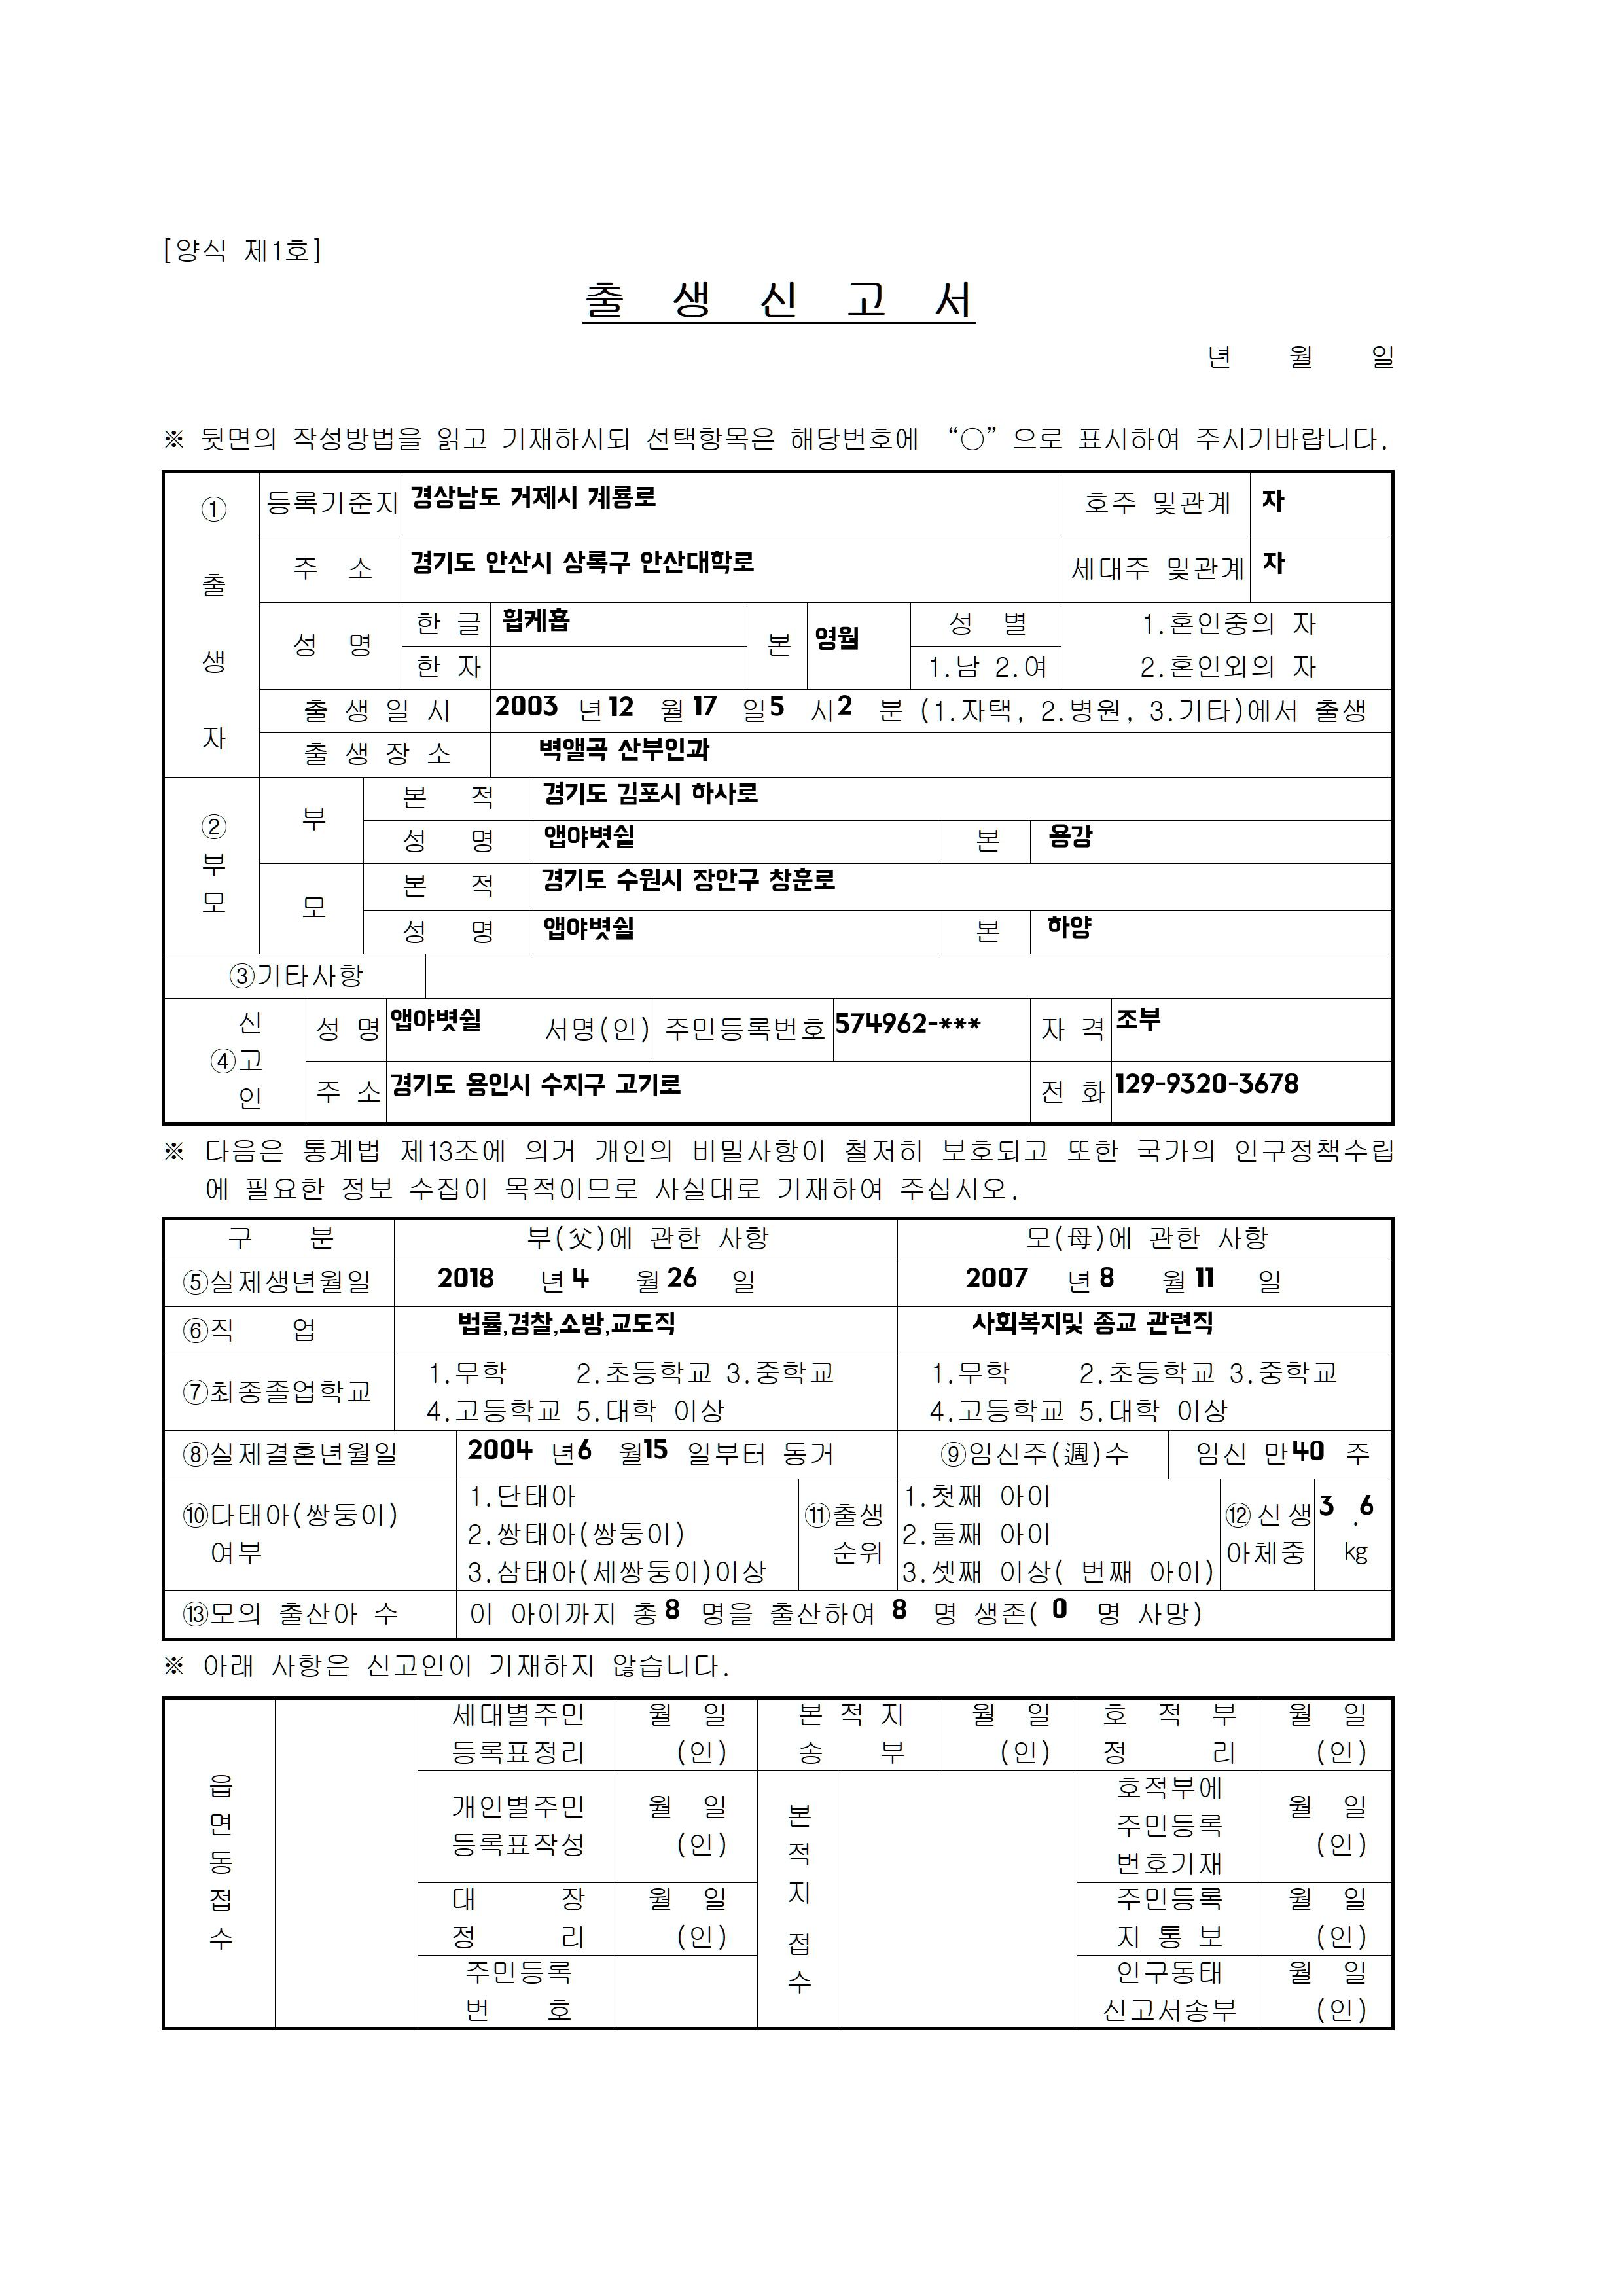 [양식 제1호]
출 생 신 고 서
년 월 일
※ 뒷면의 작성방법을 읽고 기재하시되 선택항목은 해당번호에 “○”으로 표시하여 주시기바랍니다.
① 출 생 자
등록기준지 경상남도 거제시 계룡로 호주 및관계 자
주 소 경기도 안산시 상록구 안산대학로 세대주 및관계 자
성 명 한 글 휩케흡 본 영월 성 별 1.혼인중의 자
한 자 1.남 2.여 2.혼인외의 자
출 생 일 시 2003 년 12 월 17 일 5 시 2 분 (1.자택, 2.병원, 3.기타)에서 출생
출 생 장 소 벽앨곡 산부인과
② 부 모
부 본 적 경기도 김포시 하사로
성 명 앱야볏쉴 본 용강
모 본 적 경기도 수원시 장안구 창훈로
성 명 앱야볏쉴 본 하양
③기타사항
④ 신 고 인
성 명 앱야볏쉴 서명(인) 주민등록번호 574962-*** 자 격 조부
주 소 경기도 용인시 수지구 고기로 전 화 129-9320-3678
※ 다음은 통계법 제13조에 의거 개인의 비밀사항이 철저히 보호되고 또한 국가의 인구정책수립
에 필요한 정보 수집이 목적이므로 사실대로 기재하여 주십시오.
구 분 부(父)에 관한 사항 모(母)에 관한 사항
⑤실제생년월일 2018 년 4 월 26 일 2007 년 8 월 11 일
⑥직 업 법률,경찰,소방,교도직 사회복지및 종교 관련직
⑦최종졸업학교
1.무학 2.초등학교 3.중학교 1.무학 2.초등학교 3.중학교
4.고등학교 5.대학 이상 4.고등학교 5.대학 이상
⑧실제결혼년월일 2004 년 6 월 15 일부터 동거 ⑨임신주(週)수 임신 만 40 주
⑩다태아(쌍둥이) 여부
1.단태아
2.쌍태아(쌍둥이)
3.삼태아(세쌍둥이)이상
⑪출생 순위
1.첫째 아이
2.둘째 아이
3.셋째 이상( 번째 아이)
⑫신생 아체중
3 .6
kg
⑬모의 출산아 수 이 아이까지 총 8 명을 출산하여 8 명 생존( 0 명 사망)
※ 아래 사항은 신고인이 기재하지 않습니다.
읍 면 동 접 수
세대별주민 등록표정리 월 일 (인)
본 적 지 송 부 월 일 (인)
호 적 부 정 리 월 일 (인)
개인별주민 등록표작성 월 일 (인)
본 적 지 접 수
호적부에 주민등록 번호기재 월 일 (인)
대 장 정 리 월 일 (인)
주민등록 지 통 보 월 일 (인)
주민등록 번 호
인구동태 신고서송부 월 일 (인)